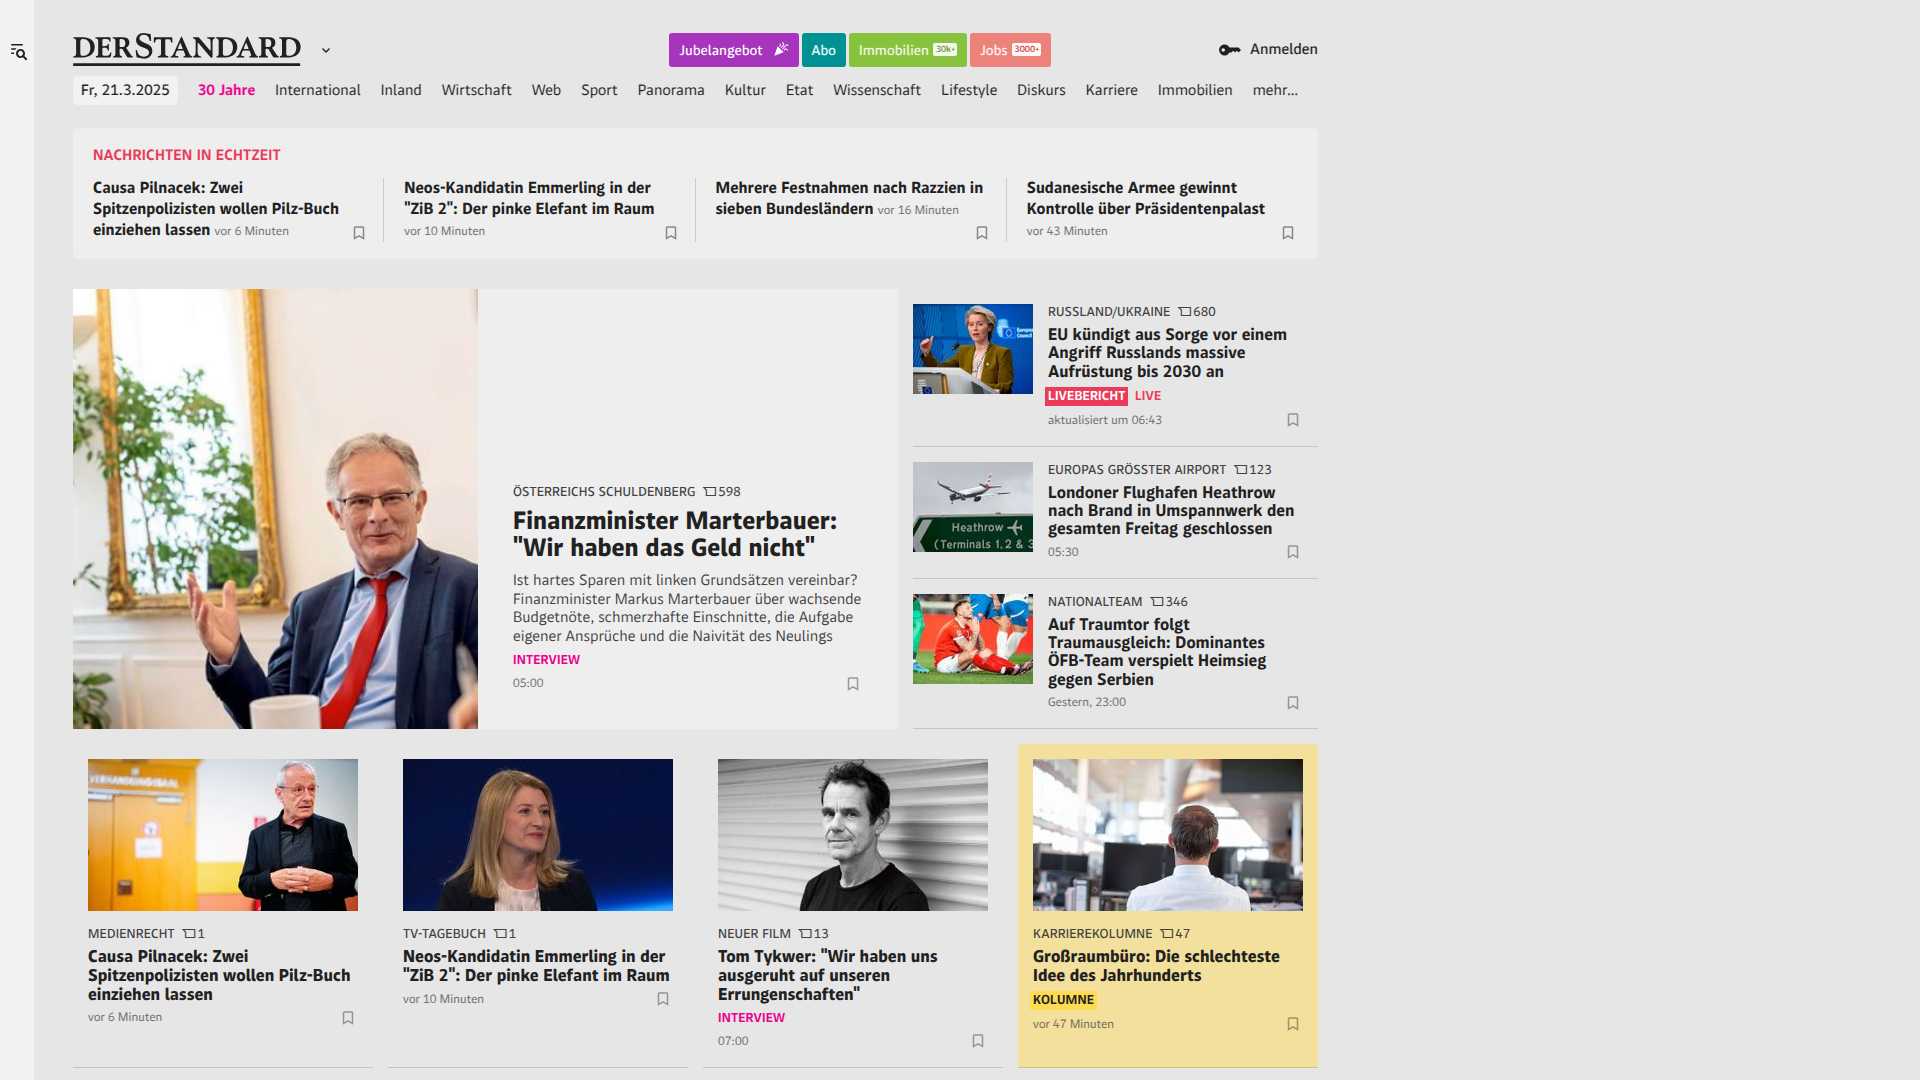 DERSTANDARD
Jubelangebot
Abo
Immobilien 30k+
Jobs 3000+
Anmelden
Fr, 21.3.2025
30 Jahre
International
Inland
Wirtschaft
Web
Sport
Panorama
Kultur
Etat
Wissenschaft
Lifestyle
Diskurs
Karriere
Immobilien
mehr...
NACHRICHTEN IN ECHTZEIT
Causa Pilnacek: Zwei
Spitzenpolizisten wollen Pilz-Buch
einziehen lassen vor 6 Minuten
Neos-Kandidatin Emmerling in der
"ZiB 2": Der pinke Elefant im Raum
vor 10 Minuten
Mehrere Festnahmen nach Razzien in
sieben Bundesländern vor 16 Minuten
Sudanesische Armee gewinnt
Kontrolle über Präsidentenpalast
vor 43 Minuten
ÖSTERREICHS SCHULDENBERG 598
Finanzminister Marterbauer:
"Wir haben das Geld nicht"
Ist hartes Sparen mit linken Grundsätzen vereinbar?
Finanzminister Markus Marterbauer über wachsende
Budgetnöte, schmerzhafte Einschnitte, die Aufgabe
eigener Ansprüche und die Naivität des Neulings
INTERVIEW
05:00
European
Council
RUSSLAND/UKRAINE 680
EU kündigt aus Sorge vor einem
Angriff Russlands massive
Aufrüstung bis 2030 an
LIVEBERICHT LIVE
aktualisiert um 06:43
Heathrow
(Terminals 1, 2 & 3
EUROPAS GRÖSSTER AIRPORT 123
Londoner Flughafen Heathrow
nach Brand in Umspannwerk den
gesamten Freitag geschlossen
05:30
NATIONALTEAM 346
Auf Traumtor folgt
Traumausgleich: Dominantes
ÖFB-Team verspielt Heimsieg
gegen Serbien
Gestern, 23:00
VERHANDLUNGSSAAL
MEDIENRECHT 1
Causa Pilnacek: Zwei
Spitzenpolizisten wollen Pilz-Buch
einziehen lassen
vor 6 Minuten
TV-TAGEBUCH 1
Neos-Kandidatin Emmerling in der
"ZiB 2": Der pinke Elefant im Raum
vor 10 Minuten
NEUER FILM 13
Tom Tykwer: "Wir haben uns
ausgeruht auf unseren
Errungenschaften"
INTERVIEW
07:00
KARRIEREKOLUMNE 47
Großraumbüro: Die schlechteste
Idee des Jahrhunderts
KOLUMNE
vor 47 Minuten